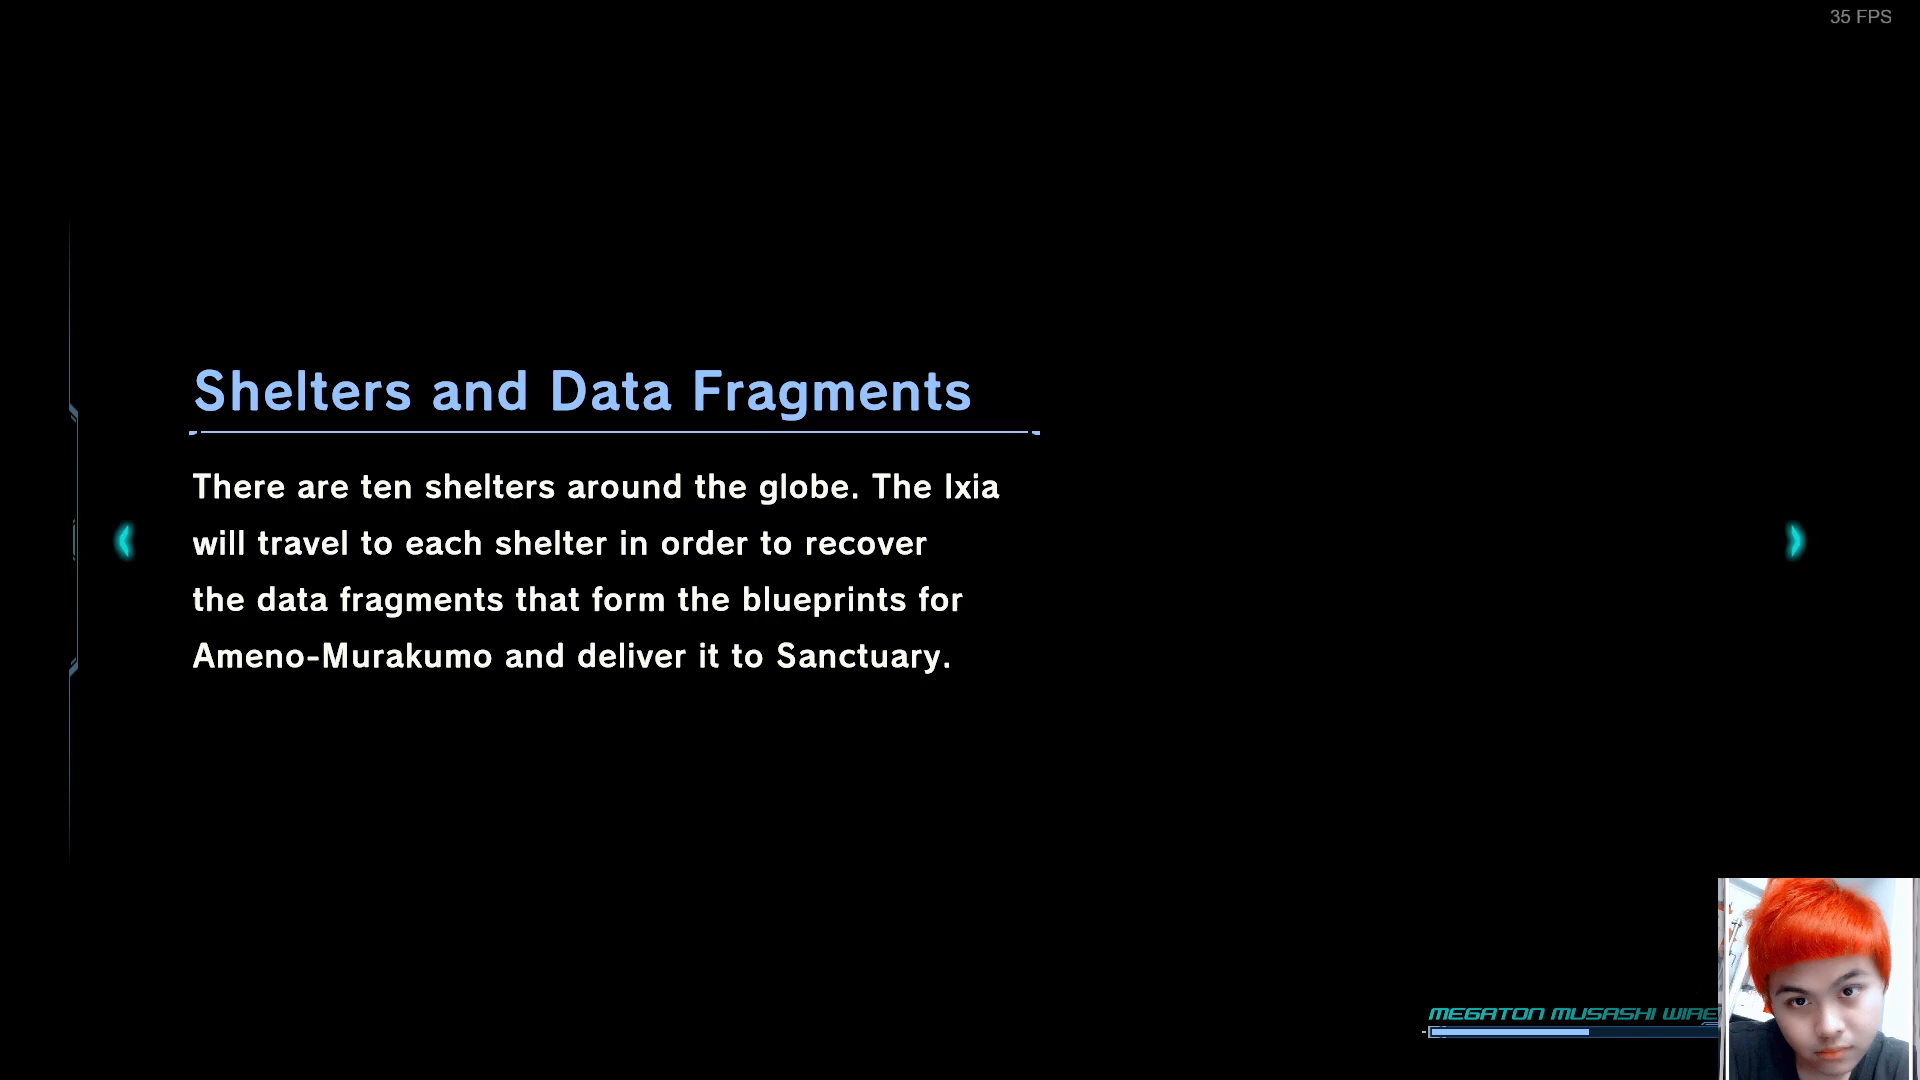 35 FPS
Shelters and Data Fragments
There are ten shelters around the globe. The Ixia
will travel to each shelter in order to recover
the data fragments that form the blueprints for
Ameno-Murakumo and deliver it to Sanctuary.
MEGATON MUSASHI WIRE